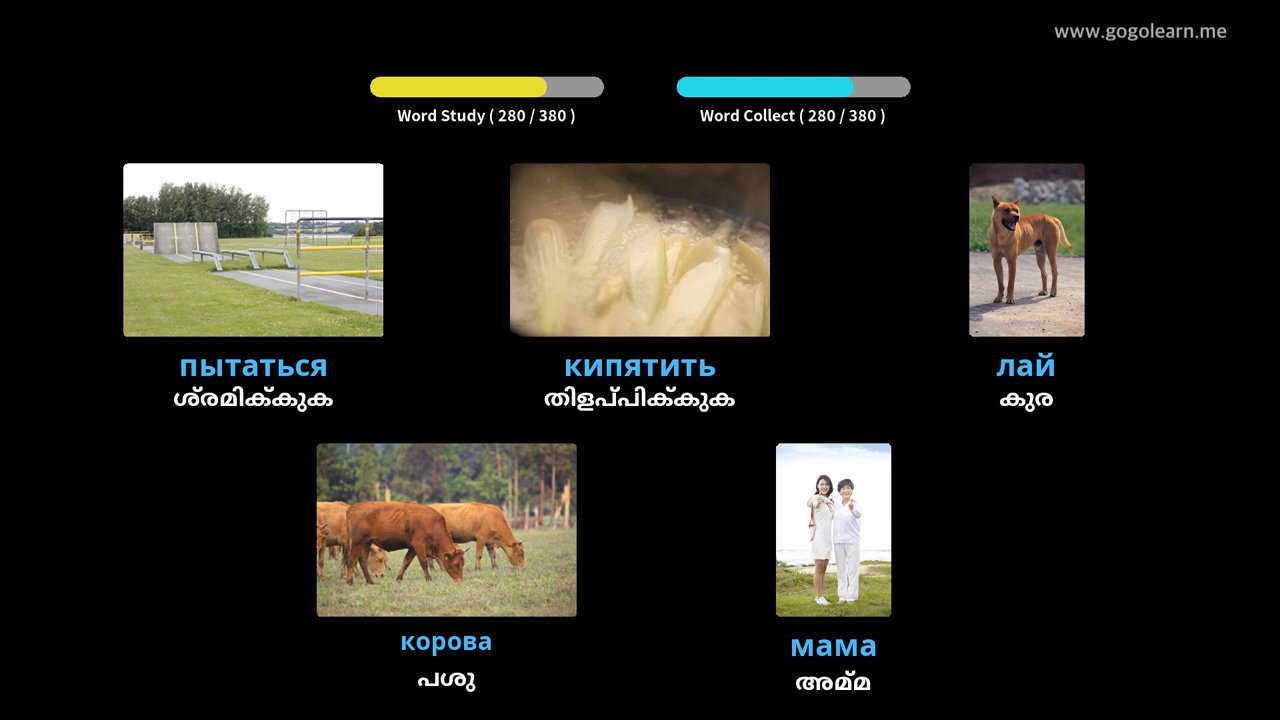 www.gogolearn.me
Word Study ( 280 / 380 )
Word Collect ( 280 / 380 )
пытаться
ശ്രമിക്കുക
кипятить
തിളപ്പിക്കുക
лай
കുര
корова
പശു
мама
അമ്മ